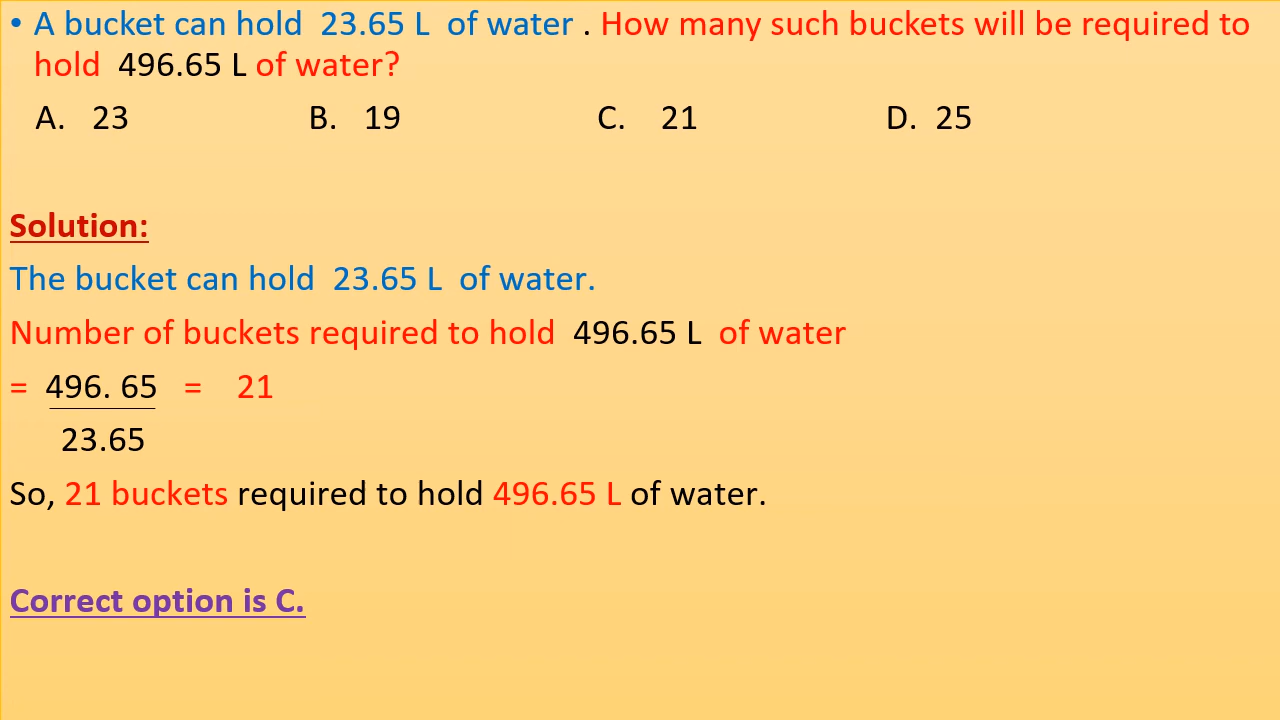 • A bucket can hold 23.65 L of water . How many such buckets will be required to
hold 496.65 L of water?
A. 23 B. 19 C. 21 D. 25
Solution:
The bucket can hold 23.65 L of water.
Number of buckets required to hold 496.65 L of water
= 496. 65 = 21
23.65
So, 21 buckets required to hold 496.65 L of water.
Correct option is C.